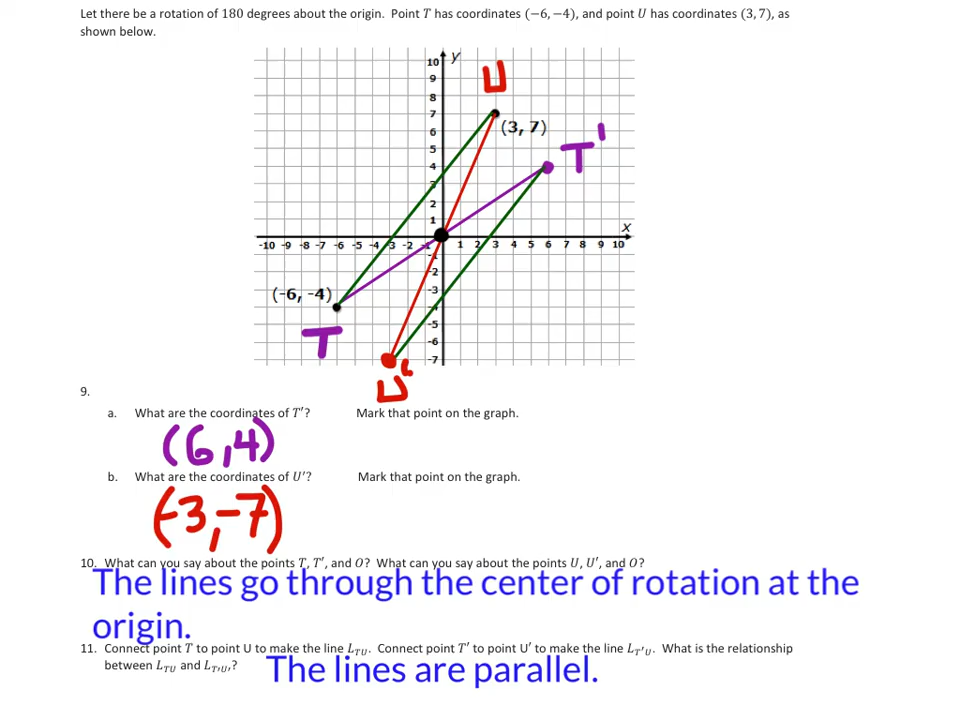 Let there be a rotation of 180 degrees about the origin. Point T has coordinates (−6, −4), and point U has coordinates (3, 7), as
shown below.
10 y
U
9
8
7
(3, 7)
6
T'
5
4
3
2
1
x
-10 -9 -8 -7 -6 -5 -4 -3 -2 -1 1 2 3 4 5 6 7 8 9 10
-1
-2
(-6, -4)
-3
-4
-5
T
-6
-7
U'
9.
a. What are the coordinates of T′? Mark that point on the graph.
(6,4)
b. What are the coordinates of U′? Mark that point on the graph.
(-3,-7)
10. What can you say about the points T, T′, and O? What can you say about the points U, U′, and O?
The lines go through the center of rotation at the
origin.
11. Connect point T to point U to make the line L_TU. Connect point T′ to point U′ to make the line L_T′U′. What is the relationship
between L_TU and L_T′U′?
The lines are parallel.